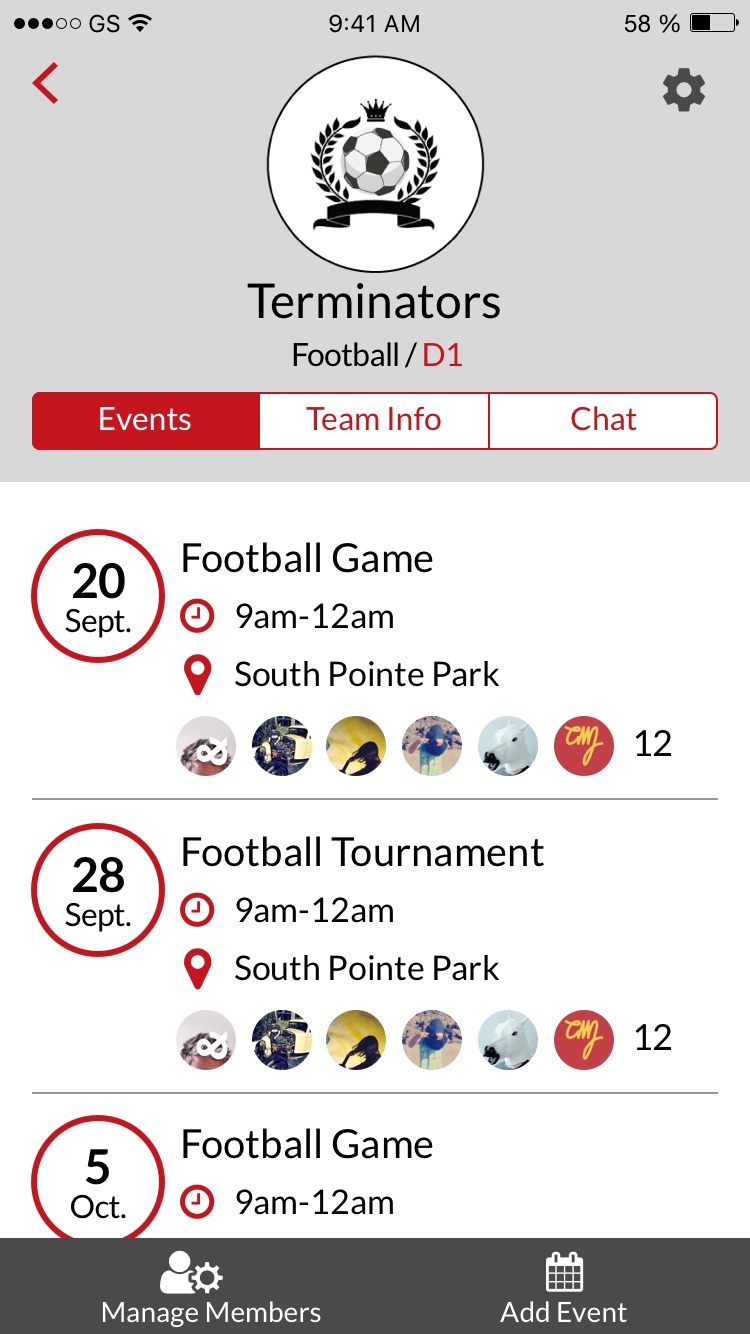 GS 9:41 AM 58 %
Terminators
Football / D1
Events Team Info Chat
20
Sept.
Football Game
9am-12am
South Pointe Park
12
28
Sept.
Football Tournament
9am-12am
South Pointe Park
12
5
Oct.
Football Game
9am-12am
Manage Members Add Event